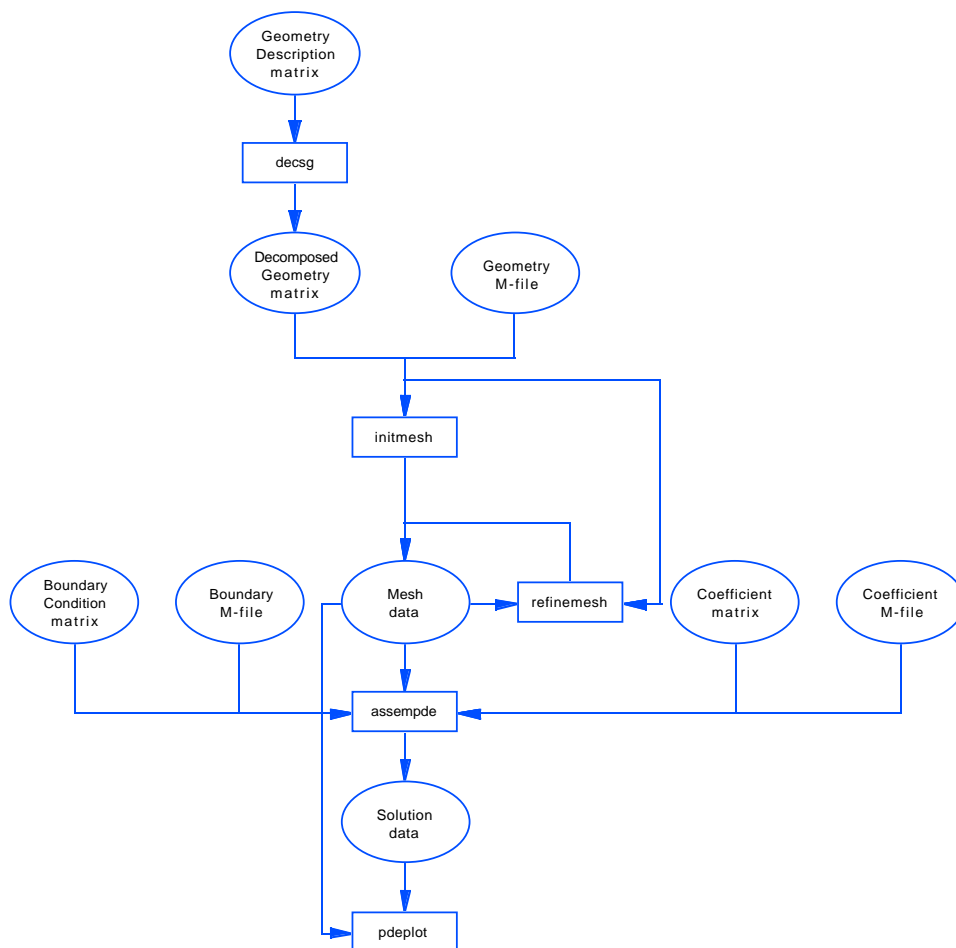 Geometry
Description
matrix
decsg
Decomposed
Geometry
matrix
Geometry
M-file
initmesh
Boundary
Condition
matrix
Boundary
M-file
Mesh
data
refinemesh
Coefficient
matrix
Coefficient
M-file
assempde
Solution
data
pdeplot